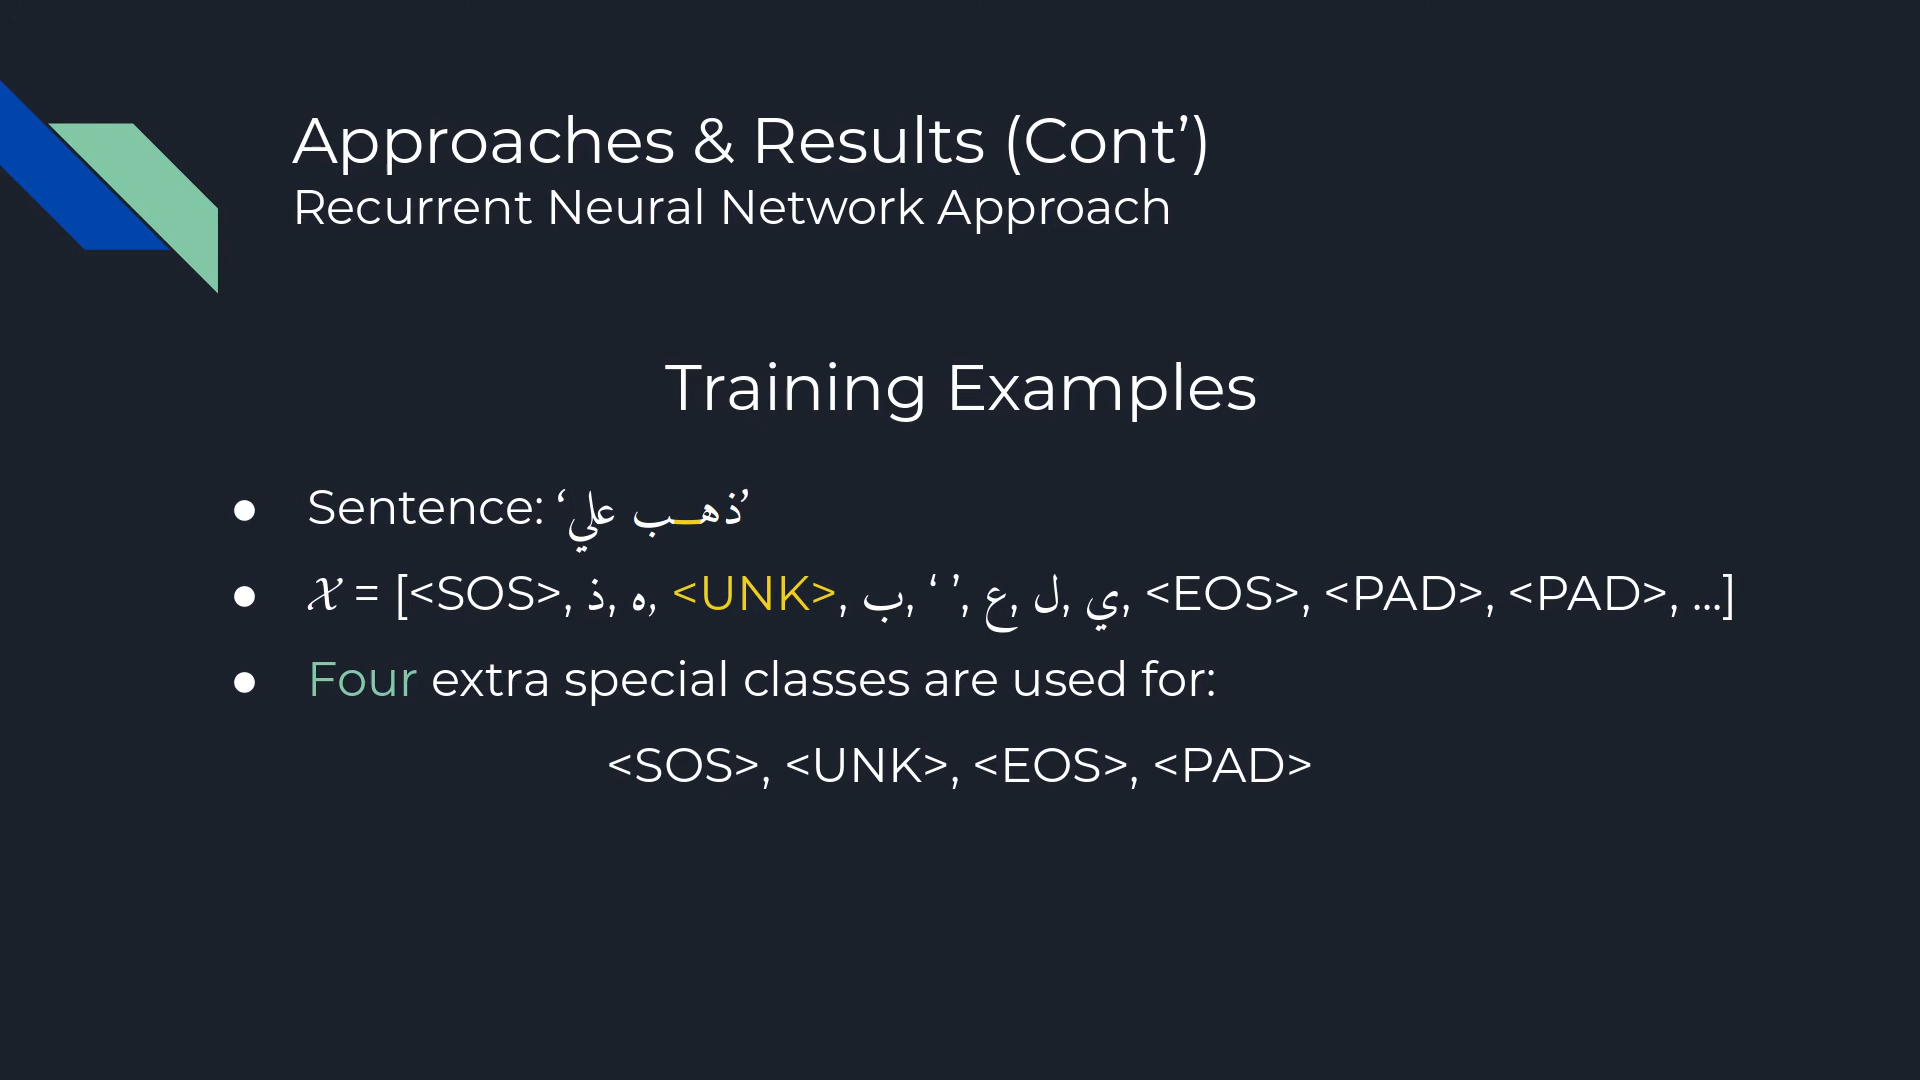 Approaches & Results (Cont’)
Recurrent Neural Network Approach
Training Examples
● Sentence: ‘ذهـب علي’
● 𝒳 = [<SOS>, ذ, ه, <UNK>, ب, ‘ ’, ع, ل, ي, <EOS>, <PAD>, <PAD>, ...]
● Four extra special classes are used for:
<SOS>, <UNK>, <EOS>, <PAD>